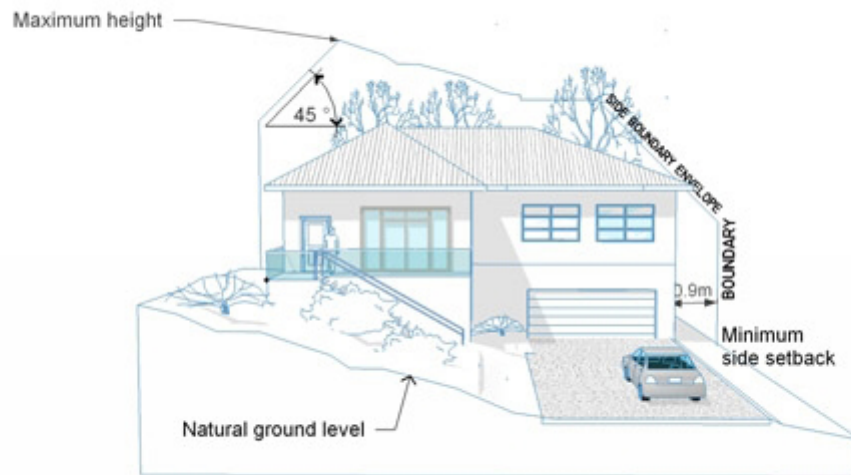 Maximum height
45 °
SIDE BOUNDARY ENVELOPE
BOUNDARY
0.9m
Minimum
side setback
Natural ground level